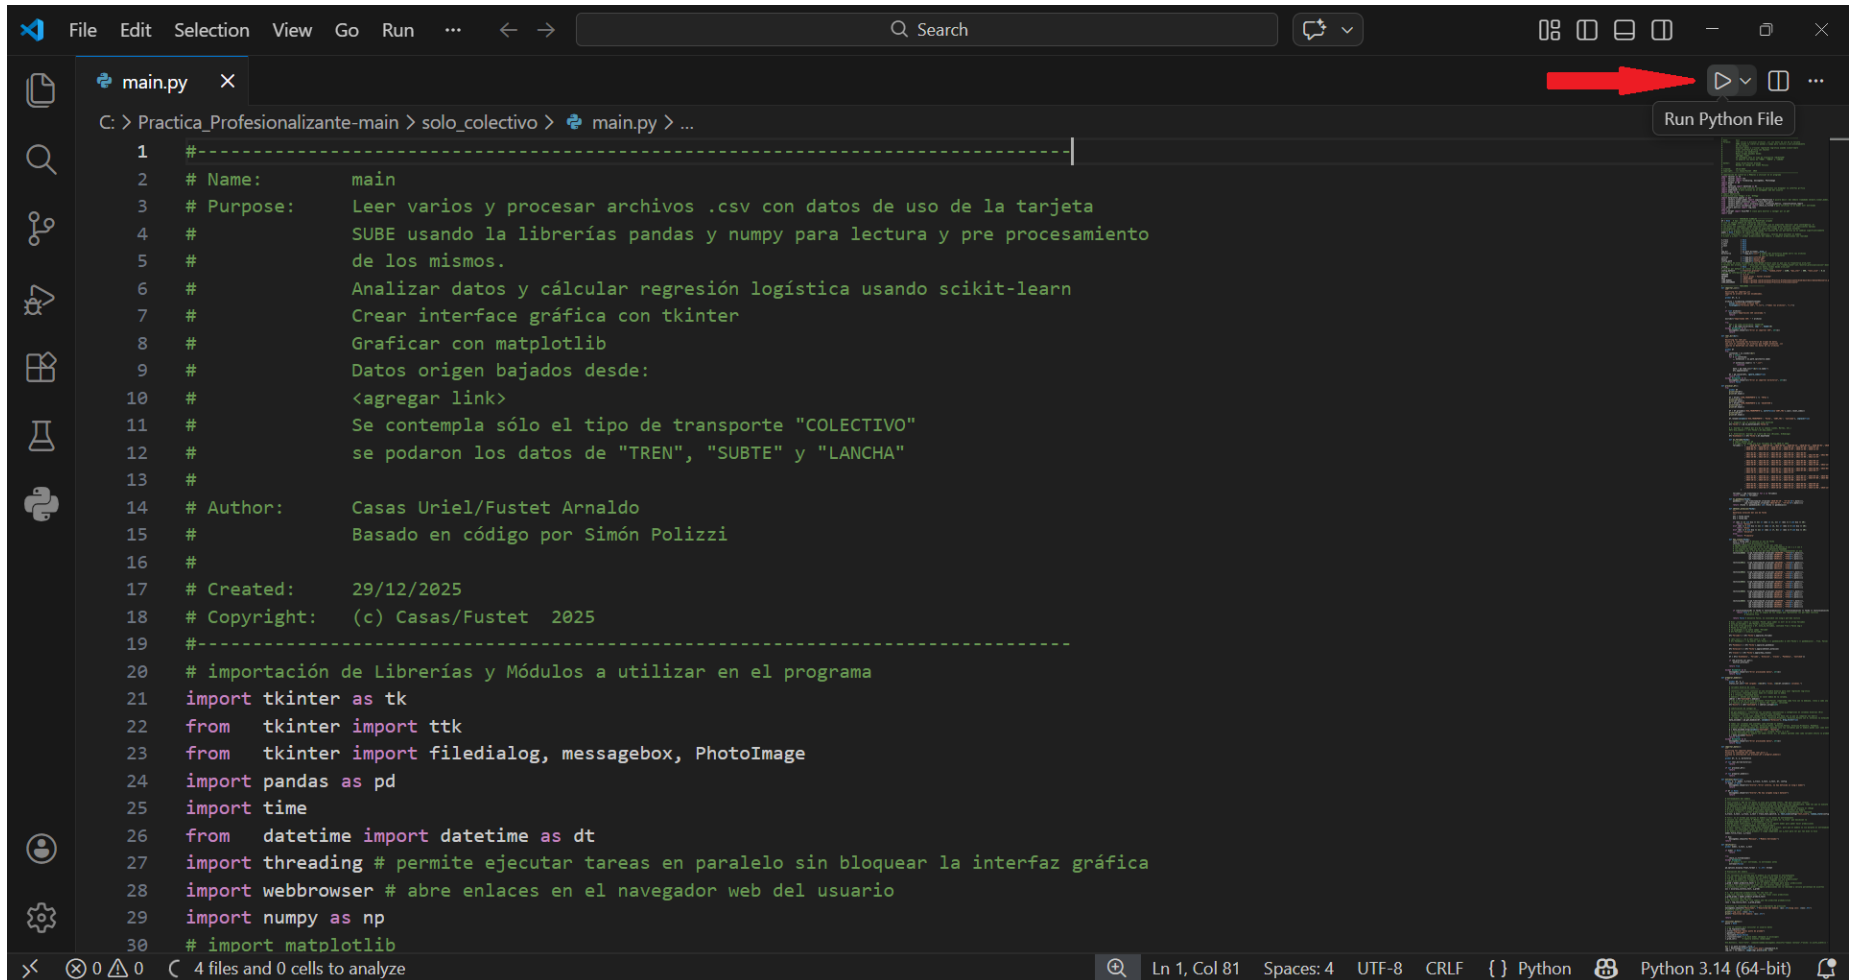 File Edit Selection View Go Run ··· Search
main.py
Run Python File
C: > Practica_Profesionalizante-main > solo_colectivo > main.py > ...
1 #-------------------------------------------------------------------------------
2 # Name: main
3 # Purpose: Leer varios y procesar archivos .csv con datos de uso de la tarjeta
4 # SUBE usando la librerías pandas y numpy para lectura y pre procesamiento
5 # de los mismos.
6 # Analizar datos y cálcular regresión logística usando scikit-learn
7 # Crear interface gráfica con tkinter
8 # Graficar con matplotlib
9 # Datos origen bajados desde:
10 # <agregar link>
11 # Se contempla sólo el tipo de transporte "COLECTIVO"
12 # se podaron los datos de "TREN", "SUBTE" y "LANCHA"
13 #
14 # Author: Casas Uriel/Fustet Arnaldo
15 # Basado en código por Simón Polizzi
16 #
17 # Created: 29/12/2025
18 # Copyright: (c) Casas/Fustet 2025
19 #-------------------------------------------------------------------------------
20 # importación de Librerías y Módulos a utilizar en el programa
21 import tkinter as tk
22 from tkinter import ttk
23 from tkinter import filedialog, messagebox, PhotoImage
24 import pandas as pd
25 import time
26 from datetime import datetime as dt
27 import threading # permite ejecutar tareas en paralelo sin bloquear la interfaz gráfica
28 import webbrowser # abre enlaces en el navegador web del usuario
29 import numpy as np
30 # import matplotlib
0 0 4 files and 0 cells to analyze Ln 1, Col 81 Spaces: 4 UTF-8 CRLF { } Python Python 3.14 (64-bit)